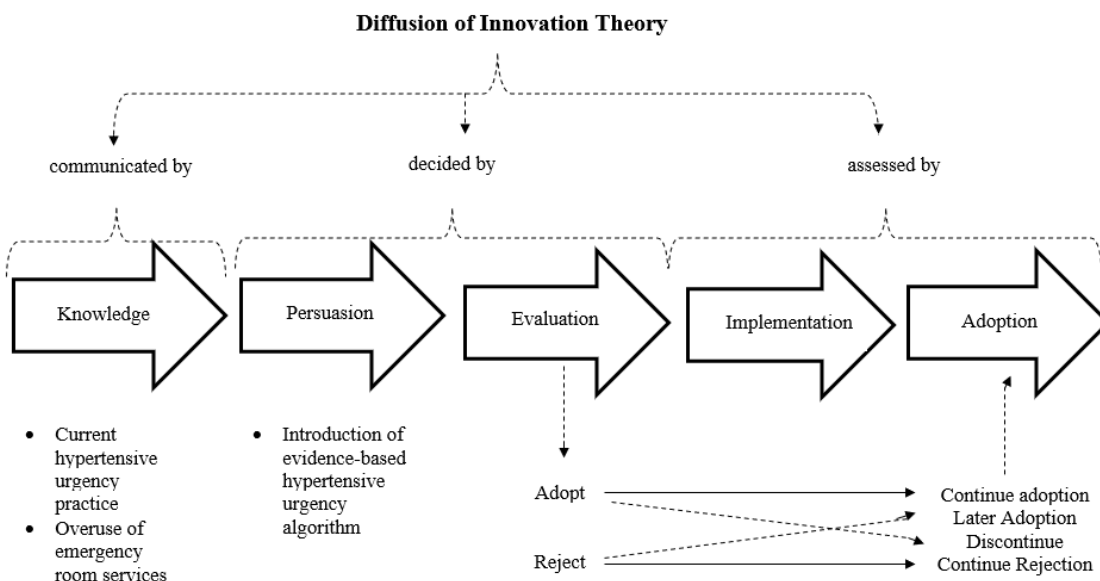 Diffusion of Innovation Theory
communicated by
decided by
assessed by
Knowledge
Persuasion
Evaluation
Implementation
Adoption
• Current
hypertensive
urgency
practice
• Overuse of
emergency
room services
• Introduction of
evidence-based
hypertensive
urgency
algorithm
Adopt
Reject
Continue adoption
Later Adoption
Discontinue
Continue Rejection